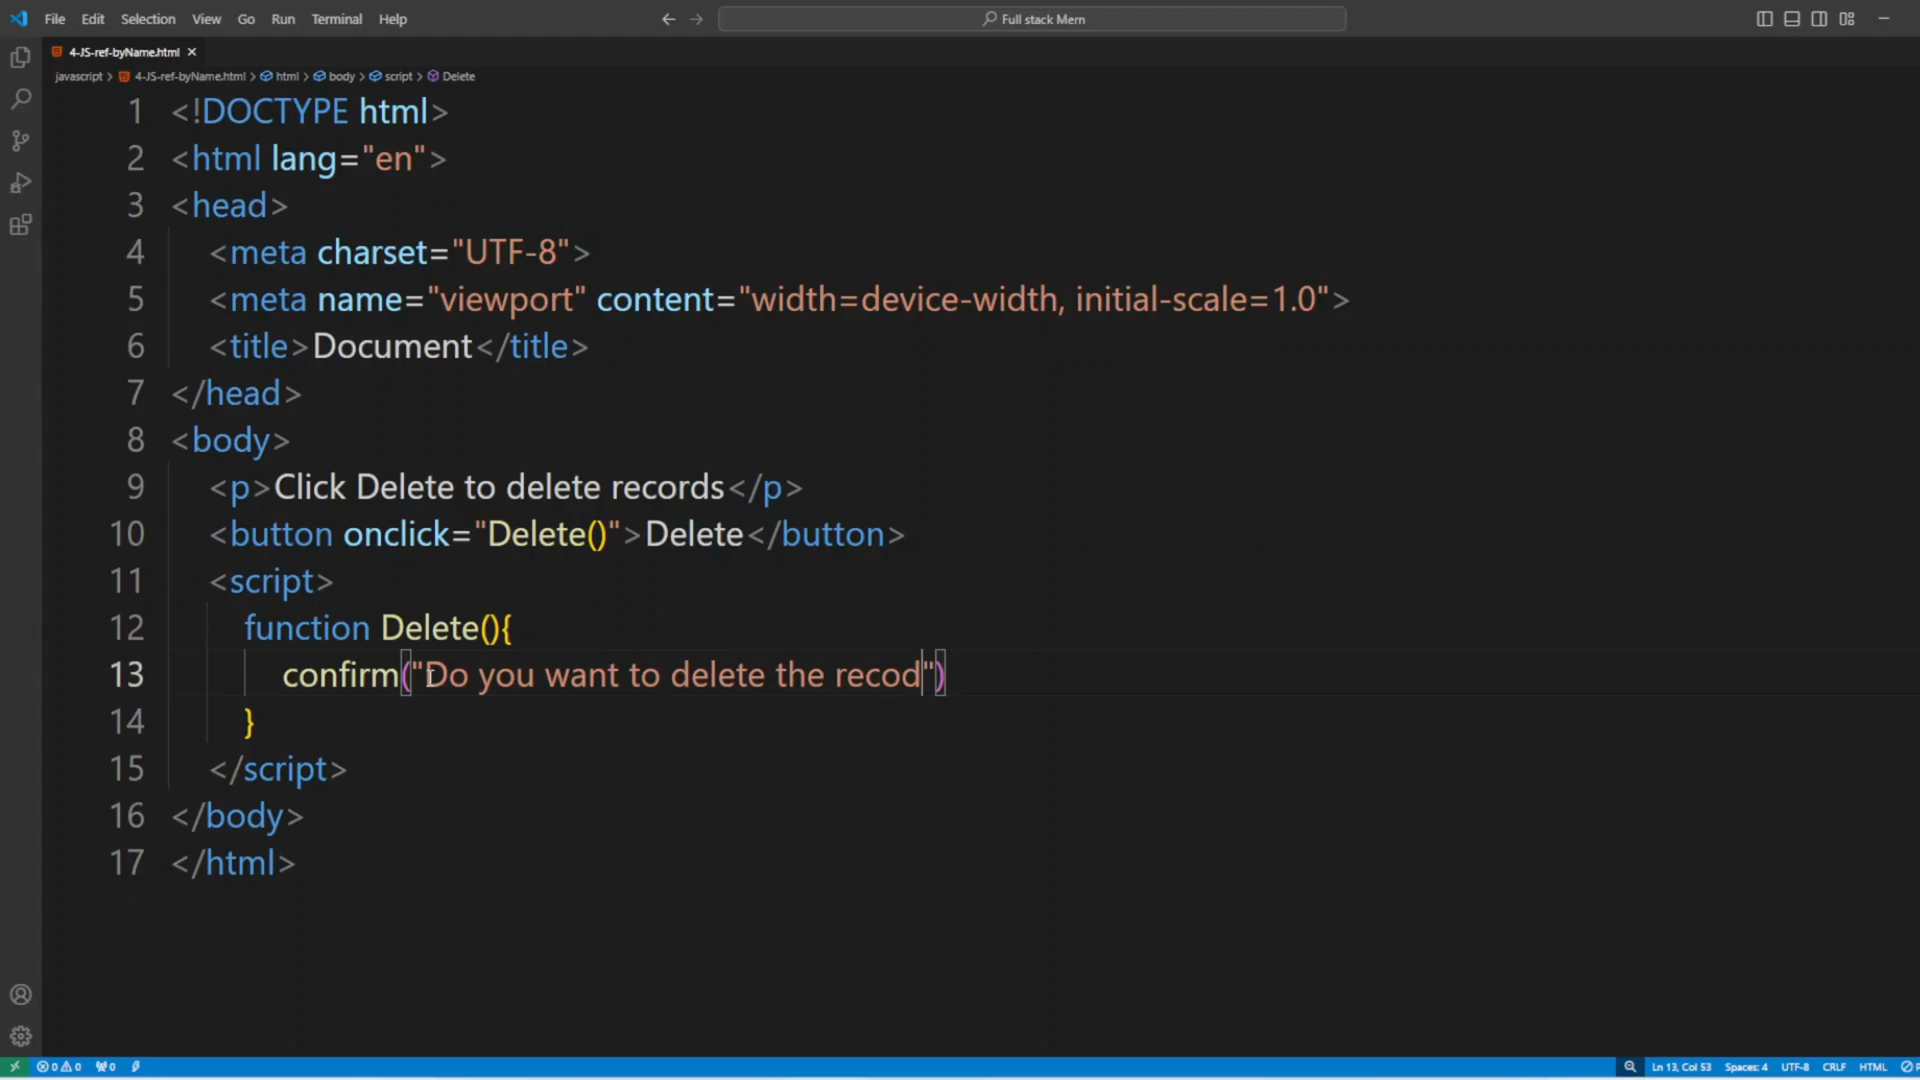 File Edit Selection View Go Run Terminal Help
Full stack Mern
4-JS-ref-byName.html
javascript > 4-JS-ref-byName.html > html > body > script > Delete
1 <!DOCTYPE html>
2 <html lang="en">
3 <head>
4 <meta charset="UTF-8">
5 <meta name="viewport" content="width=device-width, initial-scale=1.0">
6 <title>Document</title>
7 </head>
8 <body>
9 <p>Click Delete to delete records</p>
10 <button onclick="Delete()">Delete</button>
11 <script>
12 function Delete(){
13 confirm("Do you want to delete the recod")
14 }
15 </script>
16 </body>
17 </html>
0 0 0 Ln 13, Col 53 Spaces: 4 UTF-8 CRLF HTML